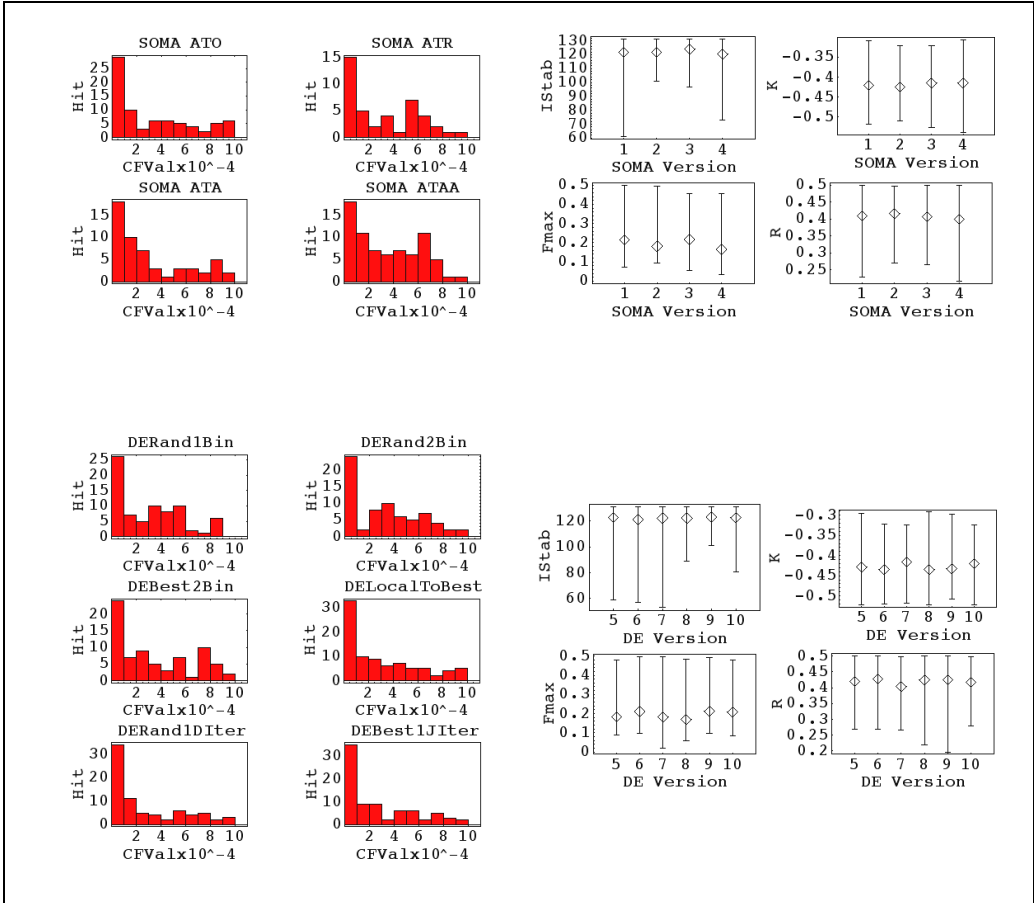 SOMA ATO
25
20
15
10
5
0
Hit
2 4 6 8 10
CFValx10^-4
SOMA ATR
15
10
5
0
Hit
2 4 6 8 10
CFValx10^-4
SOMA ATA
15
10
5
0
Hit
2 4 6 8 10
CFValx10^-4
SOMA ATAA
15
10
5
0
Hit
2 4 6 8 10
CFValx10^-4
130
120
110
100
90
80
70
60
IStab
1 2 3 4
SOMA Version
-0.35
-0.4
-0.45
-0.5
K
1 2 3 4
SOMA Version
0.5
0.4
0.3
0.2
0.1
0
Fmax
1 2 3 4
SOMA Version
0.5
0.45
0.4
0.35
0.3
0.25
R
1 2 3 4
SOMA Version
DERand1Bin
25
20
15
10
5
0
Hit
2 4 6 8 10
CFValx10^-4
DERand2Bin
20
15
10
5
0
Hit
2 4 6 8 10
CFValx10^-4
DEBest2Bin
20
15
10
5
0
Hit
2 4 6 8 10
CFValx10^-4
DELocalToBest
30
20
10
0
Hit
2 4 6 8 10
CFValx10^-4
DERand1DIter
30
20
10
0
Hit
2 4 6 8 10
CFValx10^-4
DEBest1JIter
30
20
10
0
Hit
2 4 6 8 10
CFValx10^-4
120
100
80
60
IStab
5 6 7 8 9 10
DE Version
-0.3
-0.35
-0.4
-0.45
-0.5
K
5 6 7 8 9 10
DE Version
0.5
0.4
0.3
0.2
0.1
0
Fmax
5 6 7 8 9 10
DE Version
0.5
0.45
0.4
0.35
0.3
0.25
0.2
R
5 6 7 8 9 10
DE Version